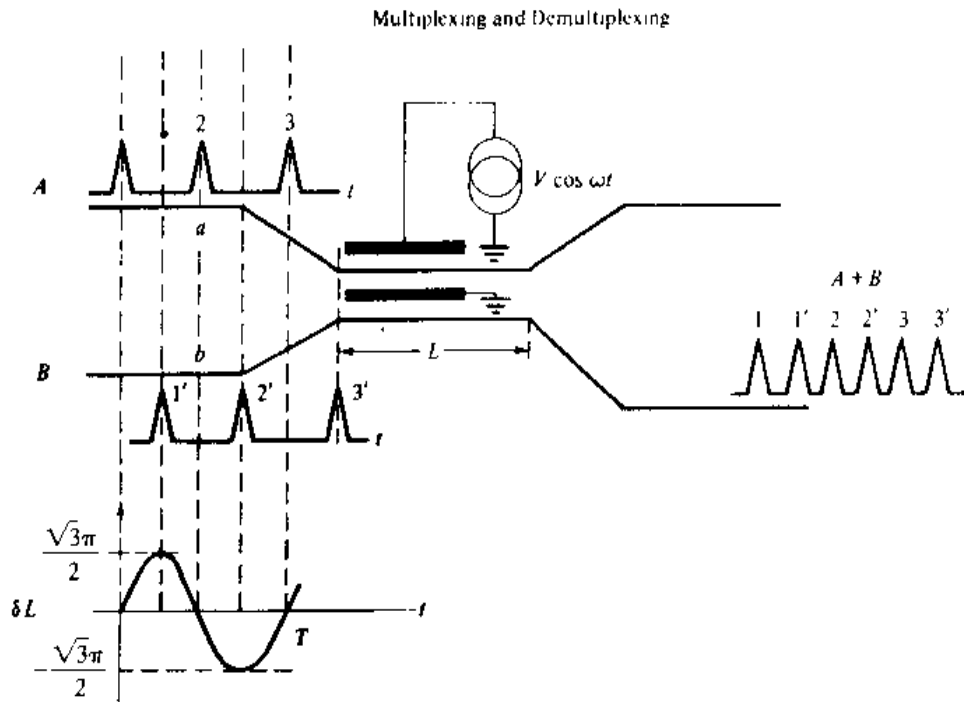 Multiplexing and Demultiplexing
2 3
A t
V cos ωt
a
A + B
1 1′ 2 2′ 3 3′
b
L
B
1′ 2′ 3′
t
√3π
2
δL T t
-√3π
2